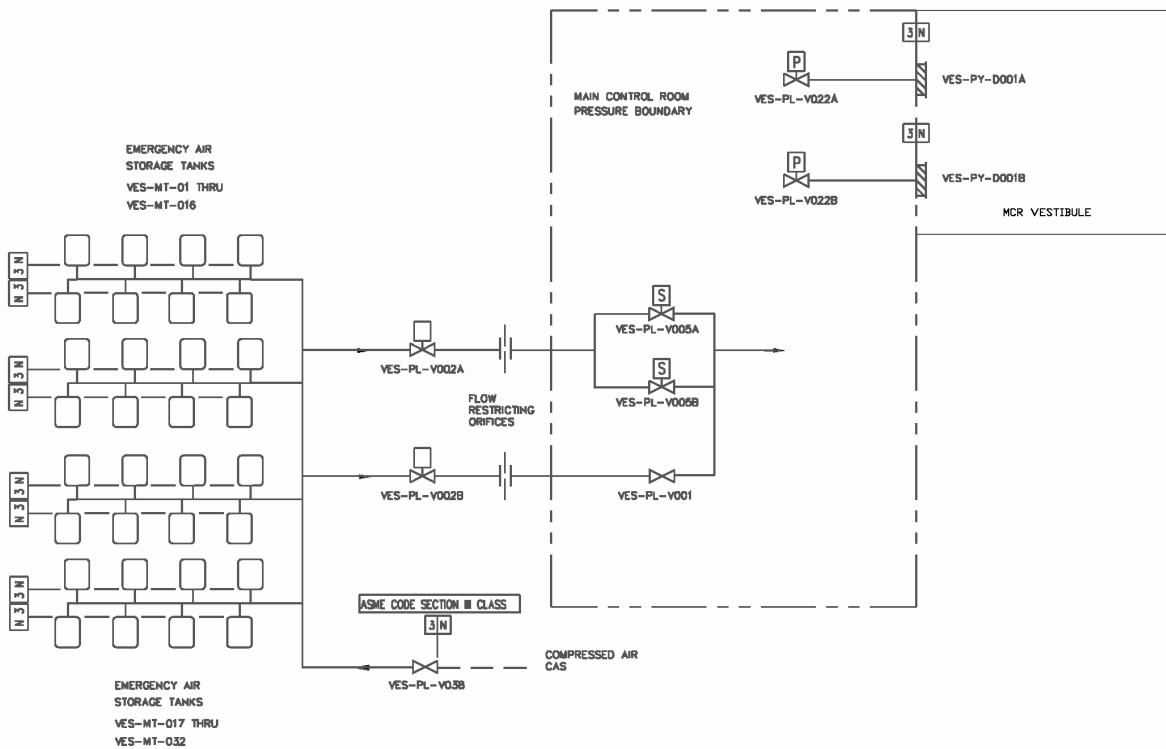 3 N
P
VES-PY-D001A
MAIN CONTROL ROOM
PRESSURE BOUNDARY
VES-PL-V022A
3 N
EMERGENCY AIR
STORAGE TANKS
VES-MT-01 THRU
VES-MT-016
P
VES-PY-D001B
VES-PL-V022B
MCR VESTIBULE
3 N
N 3
S
VES-PL-V005A
VES-PL-V002A
3 N
N 3
S
VES-PL-V005B
FLOW
RESTRICTING
ORIFICES
3 N
N 3
VES-PL-V002B
VES-PL-V001
3 N
N 3
ASME CODE SECTION III CLASS
3 N
COMPRESSED AIR
CAS
VES-PL-V038
EMERGENCY AIR
STORAGE TANKS
VES-MT-017 THRU
VES-MT-032